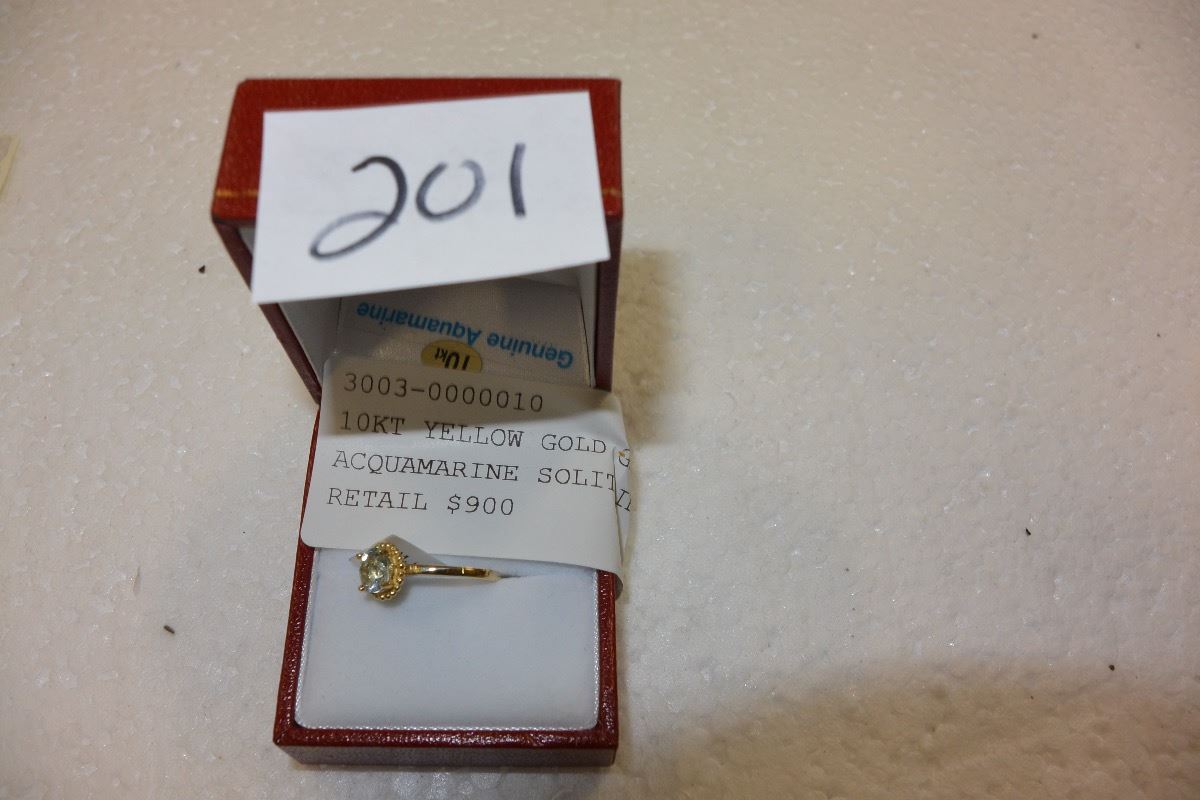 201
Genuine Aquamarine
10kt
3003-0000010
10KT YELLOW GOLD G
ACQUAMARINE SOLIT
RETAIL $900